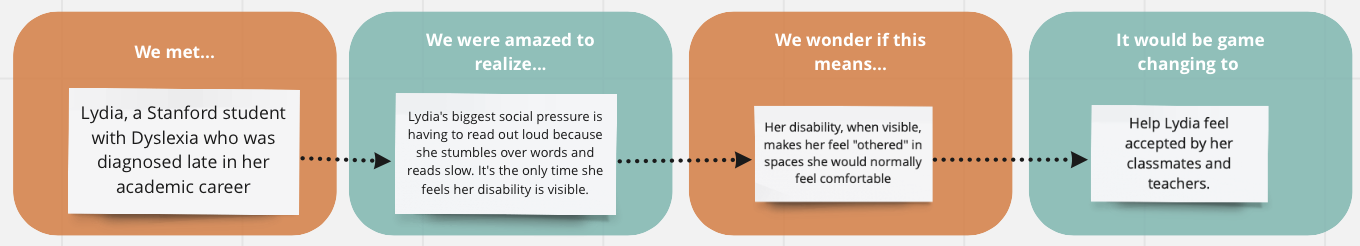 We met...
Lydia, a Stanford student
with Dyslexia who was
diagnosed late in her
academic career
We were amazed to
realize...
Lydia's biggest social pressure is
having to read out loud because
she stumbles over words and
reads slow. It's the only time she
feels her disability is visible.
We wonder if this
means...
Her disability, when visible,
makes her feel "othered" in
spaces she would normally
feel comfortable
It would be game
changing to
Help Lydia feel
accepted by her
classmates and
teachers.